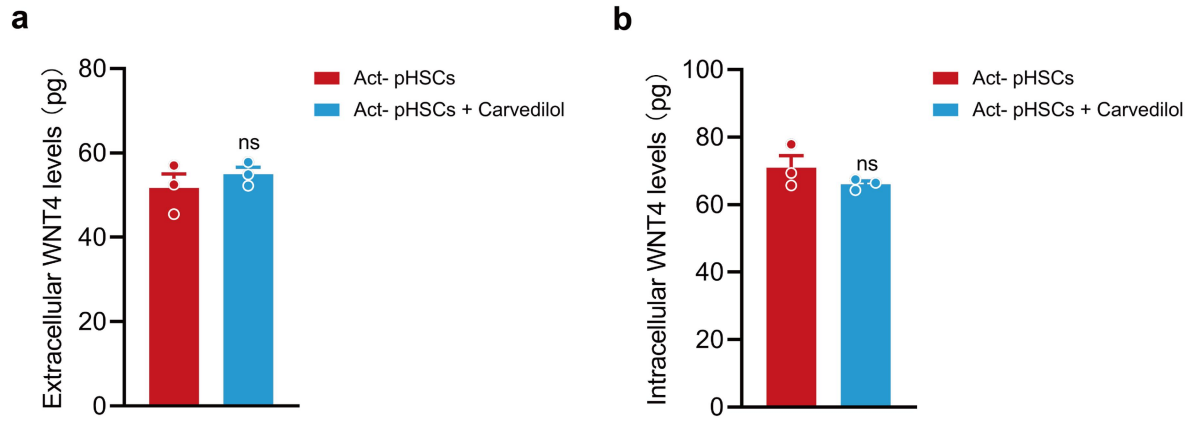 a
Extracellular WNT4 levels (pg)
80
60
40
20
0
ns
Act- pHSCs
Act- pHSCs + Carvedilol
b
Intracellular WNT4 levels (pg)
100
80
60
40
20
0
ns
Act- pHSCs
Act- pHSCs + Carvedilol